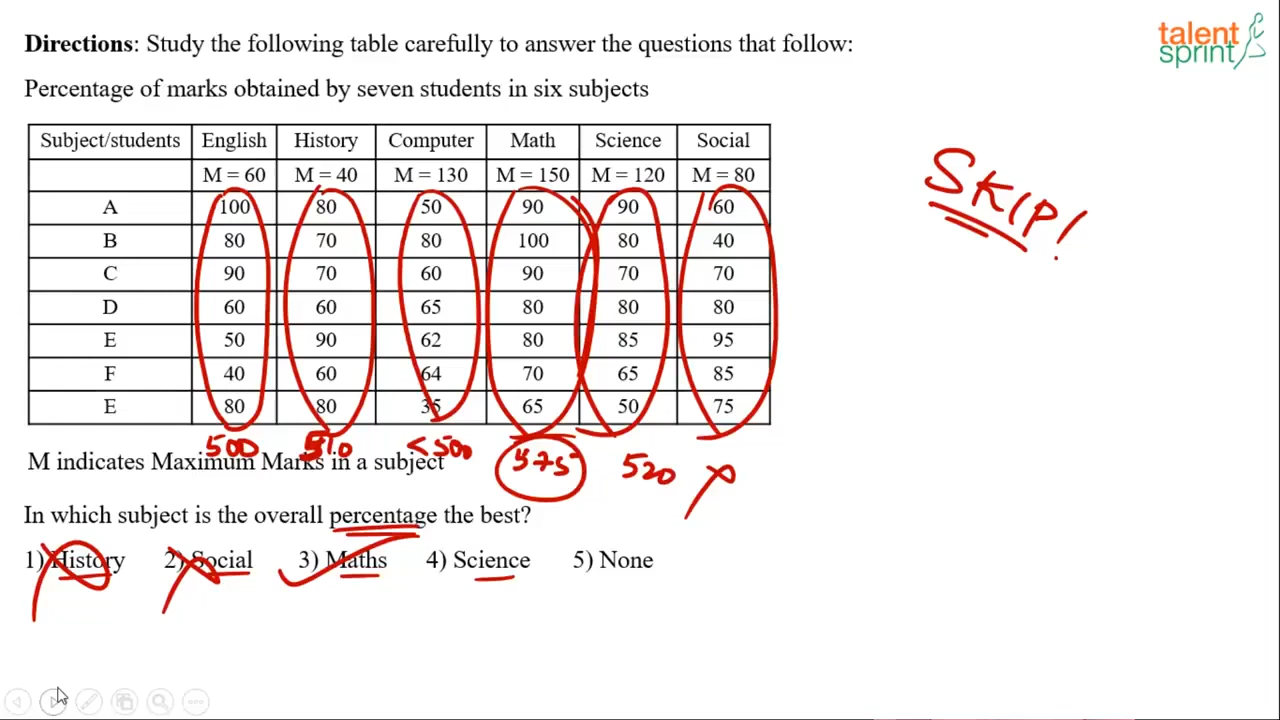 talent
sprint
Directions: Study the following table carefully to answer the questions that follow:
Percentage of marks obtained by seven students in six subjects
Subject/students English History Computer Math Science Social
M = 60 M = 40 M = 130 M = 150 M = 120 M = 80
A 100 80 50 90 90 60
B 80 70 80 100 80 40
C 90 70 60 90 70 70
D 60 60 65 80 80 80
E 50 90 62 80 85 95
F 40 60 64 70 65 85
E 80 80 35 65 50 75
500 510 <500 575 520
SKIP!
M indicates Maximum Marks in a subject
In which subject is the overall percentage the best?
1) History 2) Social 3) Maths 4) Science 5) None